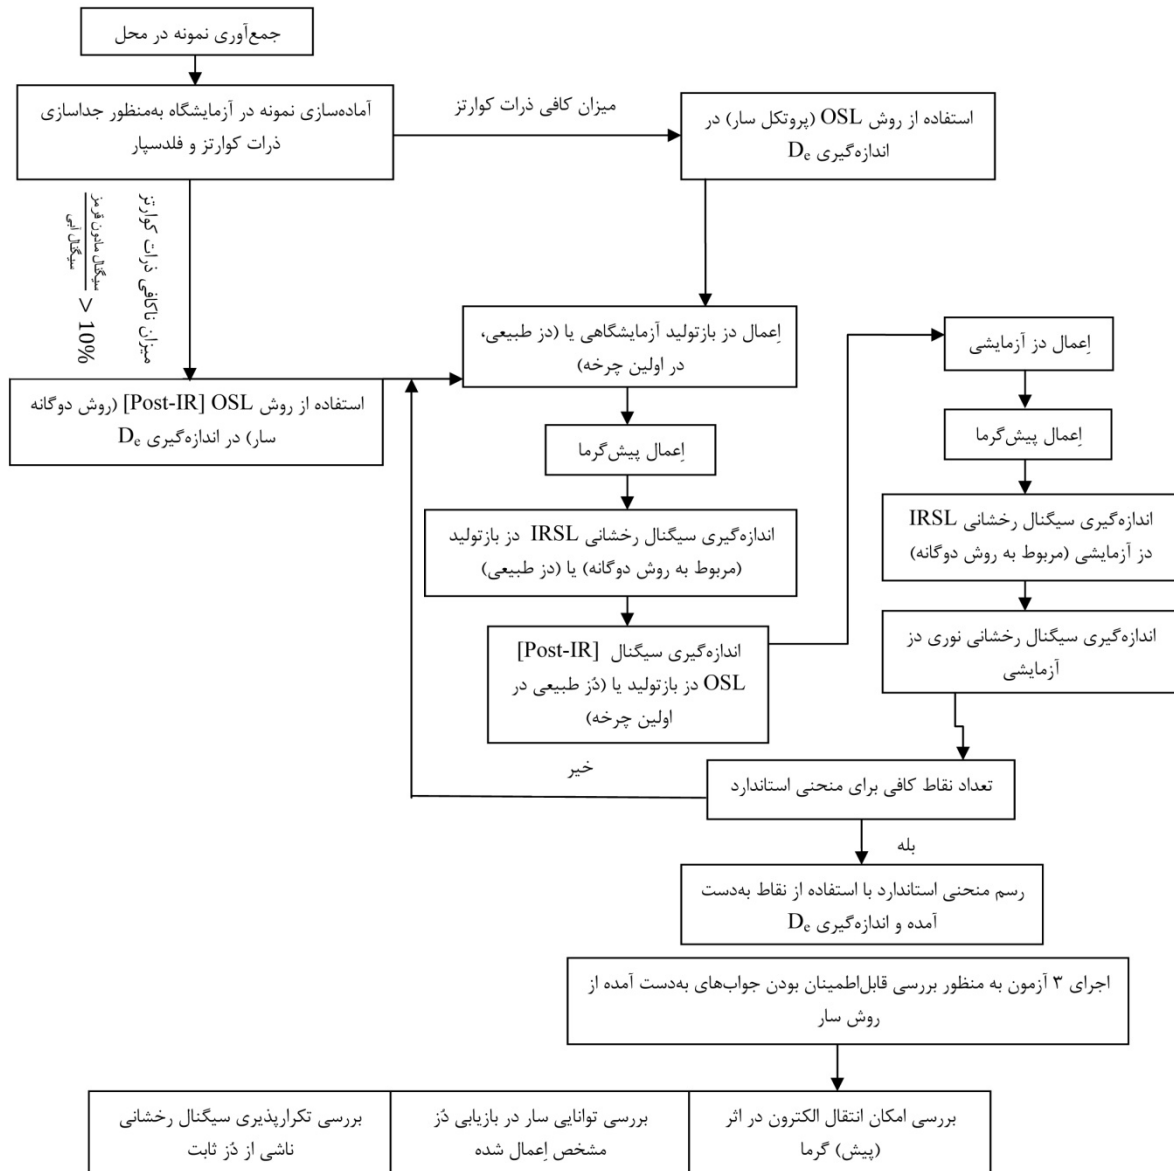 جمع‌آوری نمونه در محل
آماده‌سازی نمونه در آزمایشگاه به‌منظور جداسازی
ذرات کوارتز و فلدسپار
میزان کافی ذرات کوارتز
استفاده از روش OSL (پروتکل سار) در
اندازه‌گیری De
میزان ناکافی ذرات کوارتز
سیگنال مادون قرمز
سیگنال آبی
> 10%
استفاده از روش OSL [Post-IR] (روش دوگانه
سار) در اندازه‌گیری De
اِعمال دز بازتولید آزمایشگاهی یا (دز طبیعی،
در اولین چرخه)
اِعمال پیش‌گرما
اندازه‌گیری سیگنال رخشانی IRSL دز بازتولید
(مربوط به روش دوگانه) یا (دز طبیعی)
اندازه‌گیری سیگنال [Post-IR]
OSL دز بازتولید یا (دُز طبیعی در
اولین چرخه)
اِعمال دز آزمایشی
اِعمال پیش‌گرما
اندازه‌گیری سیگنال رخشانی IRSL
دز آزمایشی (مربوط به روش دوگانه)
اندازه‌گیری سیگنال رخشانی نوری دز
آزمایشی
تعداد نقاط کافی برای منحنی استاندارد
خیر
بله
رسم منحنی استاندارد با استفاده از نقاط به‌دست
آمده و اندازه‌گیری De
اجرای ۳ آزمون به منظور بررسی قابل‌اطمینان بودن جواب‌های به‌دست آمده از
روش سار
بررسی امکان انتقال الکترون در اثر
(پیش) گرما
بررسی توانایی سار در بازیابی دُز
مشخص اِعمال شده
بررسی تکرارپذیری سیگنال رخشانی
ناشی از دُز ثابت